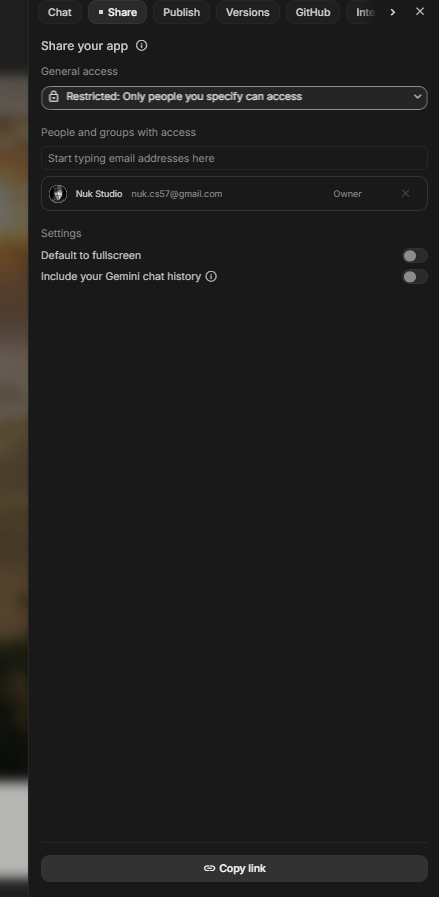 Chat Share Publish Versions GitHub Inte
Share your app
General access
Restricted: Only people you specify can access
People and groups with access
Start typing email addresses here
Nuk Studio nuk.cs57@gmail.com Owner
Settings
Default to fullscreen
Include your Gemini chat history
Copy link